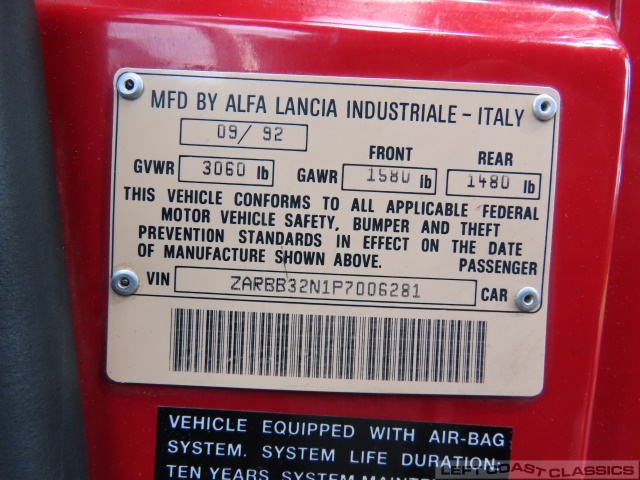 MFD BY ALFA LANCIA INDUSTRIALE - ITALY
09/92
FRONT REAR
GVWR 3060 lb GAWR 1580 lb 1480 lb
THIS VEHICLE CONFORMS TO ALL APPLICABLE FEDERAL
MOTOR VEHICLE SAFETY, BUMPER AND THEFT
PREVENTION STANDARDS IN EFFECT ON THE DATE
OF MANUFACTURE SHOWN ABOVE. PASSENGER
VIN ZARBB32N1P7006281 CAR
VEHICLE EQUIPPED WITH AIR-BAG
SYSTEM. SYSTEM LIFE DURATION-
TEN YEARS. SYSTEM
LEFT COAST CLASSICS